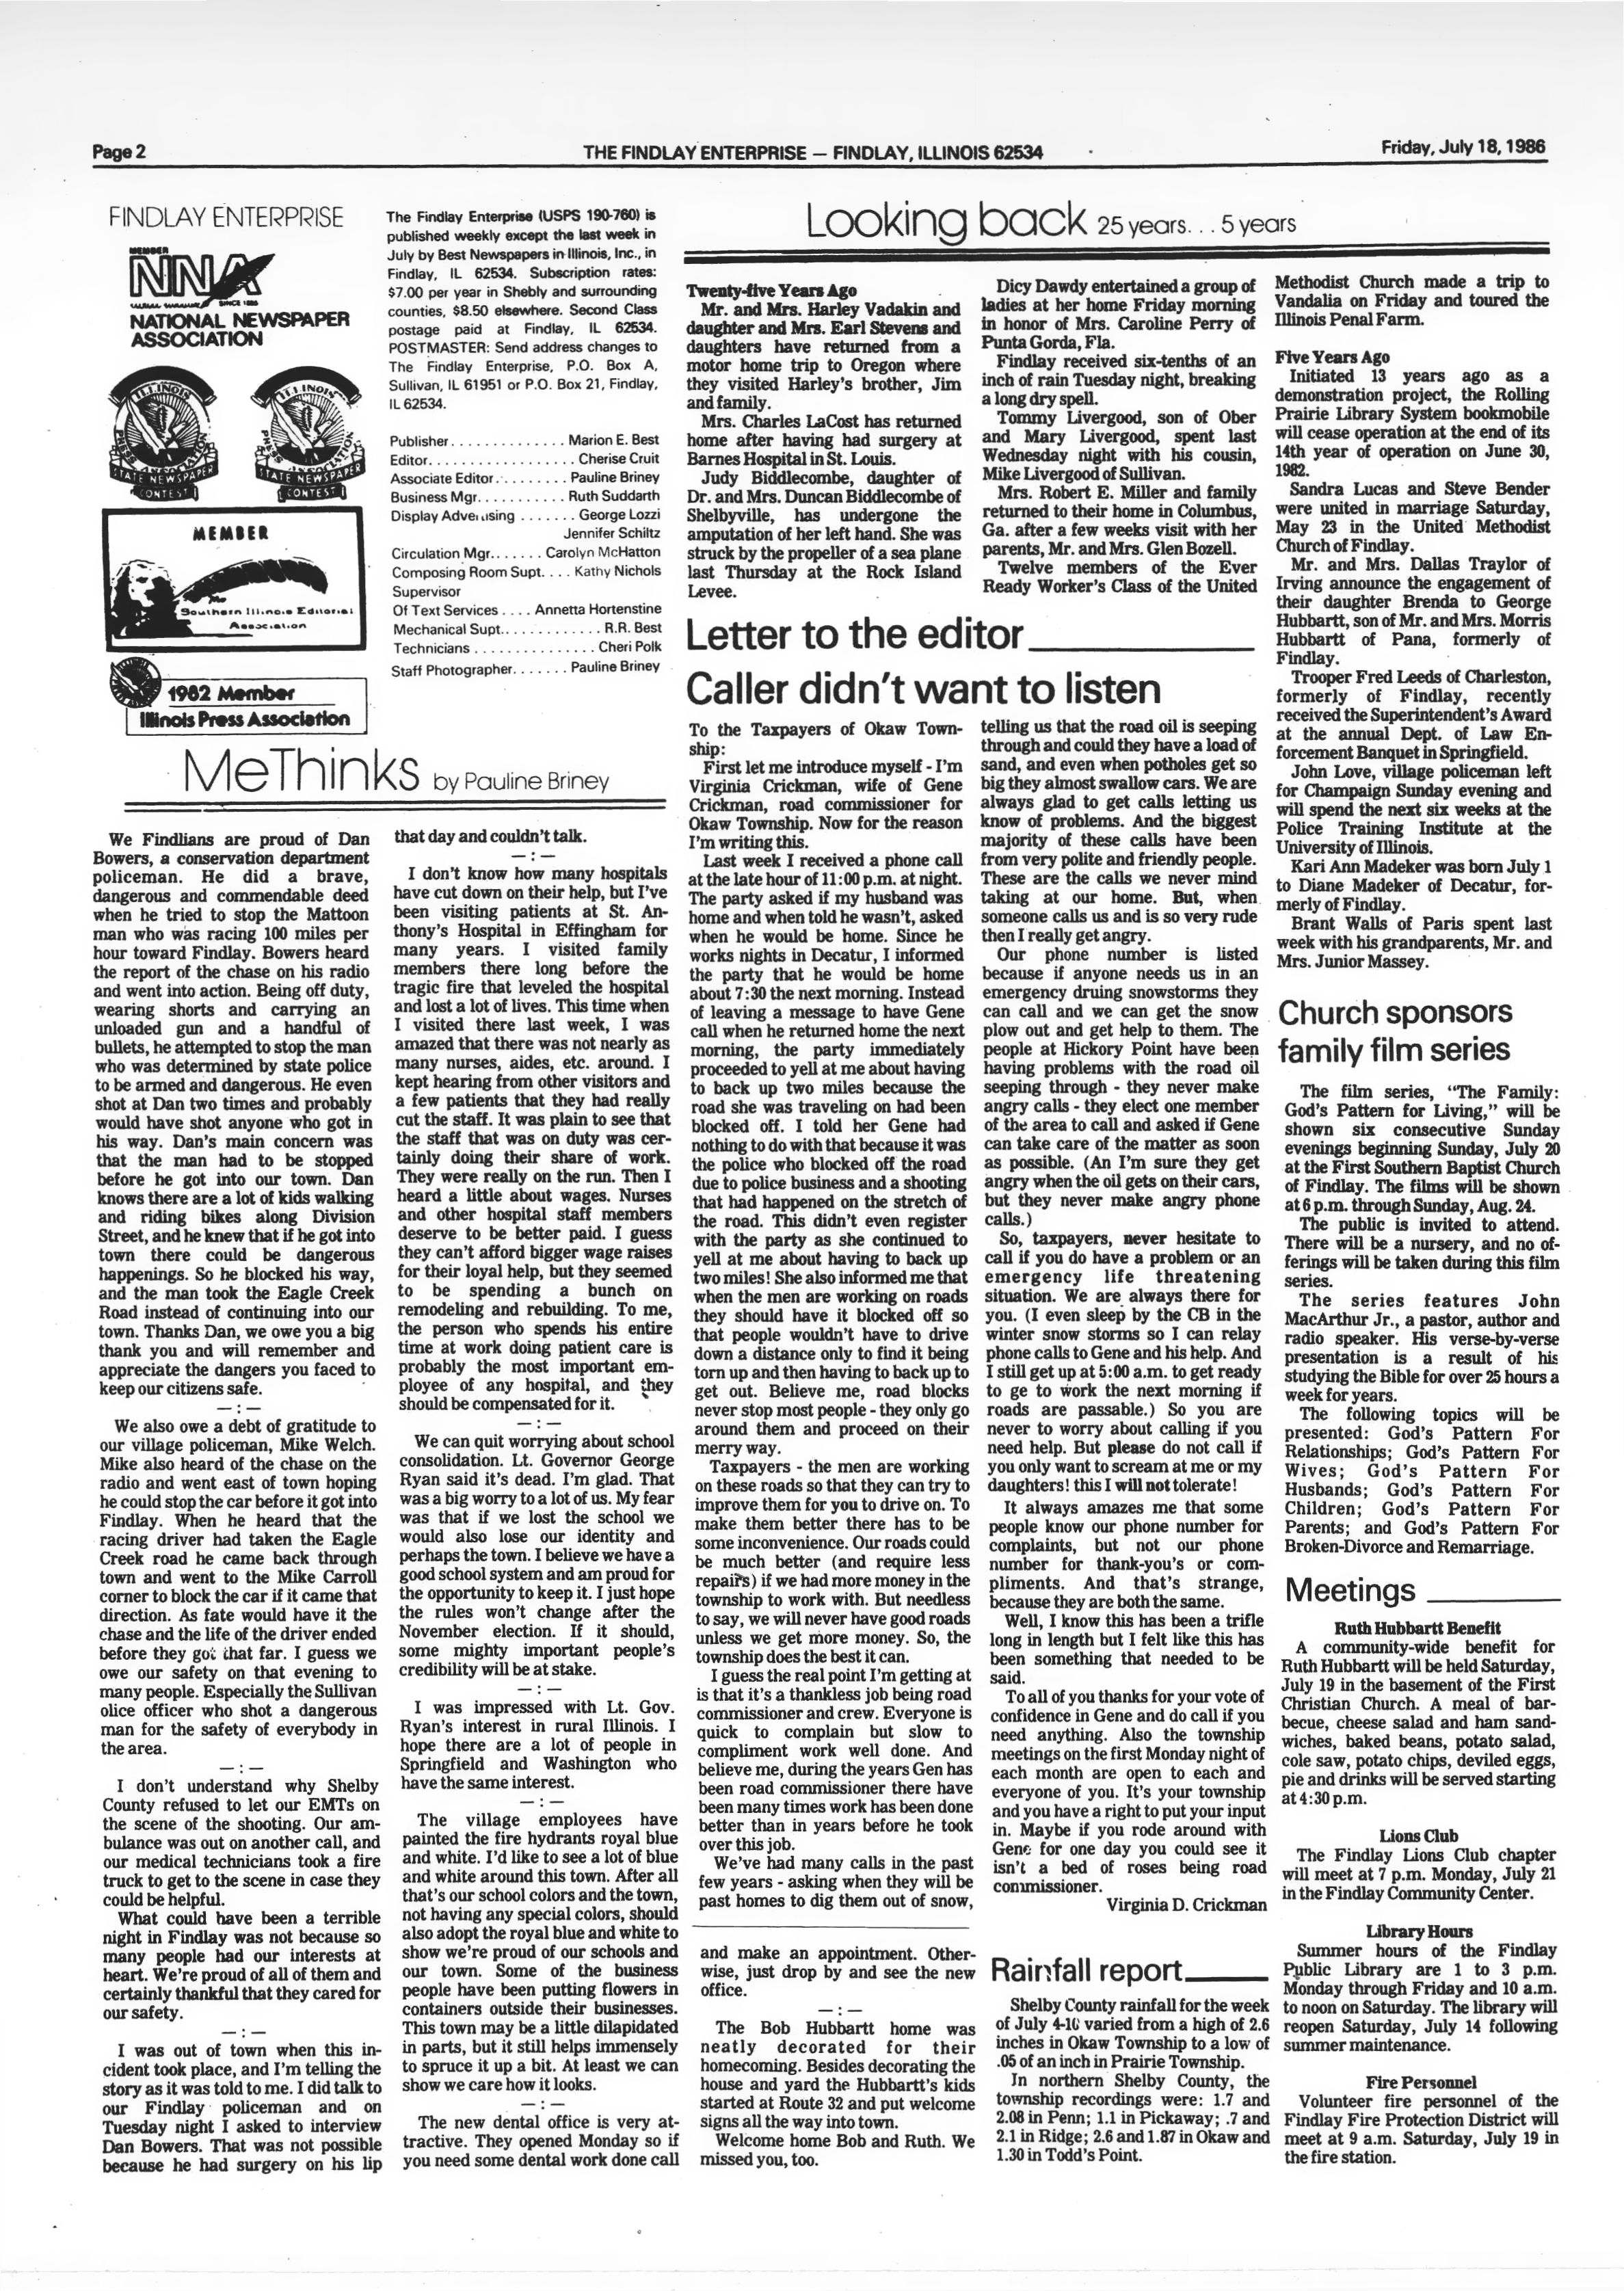 Page 2
THE FINDLAY ENTERPRISE — FINDLAY, ILLINOIS 62534
Friday, July 18, 1986
FINDLAY ENTERPRISE
MEMBER
NNA
SINCE 1885
NATIONAL NEWSPAPER
ASSOCIATION
ILLINOIS
PRESS ASSOCIATION
STATE NEWSPAPER
CONTEST
ILLINOIS
PRESS ASSOCIATION
STATE NEWSPAPER
CONTEST
MEMBER
Southern Illinois Editorial
Association
1982 Member
Illinois Press Association
The Findlay Enterprise (USPS 190-760) is
published weekly except the last week in
July by Best Newspapers in Illinois, Inc., in
Findlay, IL 62534. Subscription rates:
$7.00 per year in Shebly and surrounding
counties, $8.50 elsewhere. Second Class
postage paid at Findlay, IL 62534.
POSTMASTER: Send address changes to
The Findlay Enterprise, P.O. Box A,
Sullivan, IL 61951 or P.O. Box 21, Findlay,
IL 62534.
Publisher.............. Marion E. Best
Editor.................. Cherise Cruit
Associate Editor......... Pauline Briney
Business Mgr........... Ruth Suddarth
Display Advertising ....... George Lozzi
Jennifer Schiltz
Circulation Mgr....... Carolyn McHatton
Composing Room Supt.... Kathy Nichols
Supervisor
Of Text Services .... Annetta Hortenstine
Mechanical Supt............. R.R. Best
Technicians ............... Cheri Polk
Staff Photographer....... Pauline Briney
MeThinks by Pauline Briney
We Findlians are proud of Dan
Bowers, a conservation department
policeman. He did a brave,
dangerous and commendable deed
when he tried to stop the Mattoon
man who was racing 100 miles per
hour toward Findlay. Bowers heard
the report of the chase on his radio
and went into action. Being off duty,
wearing shorts and carrying an
unloaded gun and a handful of
bullets, he attempted to stop the man
who was determined by state police
to be armed and dangerous. He even
shot at Dan two times and probably
would have shot anyone who got in
his way. Dan's main concern was
that the man had to be stopped
before he got into our town. Dan
knows there are a lot of kids walking
and riding bikes along Division
Street, and he knew that if he got into
town there could be dangerous
happenings. So he blocked his way,
and the man took the Eagle Creek
Road instead of continuing into our
town. Thanks Dan, we owe you a big
thank you and will remember and
appreciate the dangers you faced to
keep our citizens safe.
—:—
We also owe a debt of gratitude to
our village policeman, Mike Welch.
Mike also heard of the chase on the
radio and went east of town hoping
he could stop the car before it got into
Findlay. When he heard that the
racing driver had taken the Eagle
Creek road he came back through
town and went to the Mike Carroll
corner to block the car if it came that
direction. As fate would have it the
chase and the life of the driver ended
before they got that far. I guess we
owe our safety on that evening to
many people. Especially the Sullivan
olice officer who shot a dangerous
man for the safety of everybody in
the area.
—:—
I don't understand why Shelby
County refused to let our EMTs on
the scene of the shooting. Our am-
bulance was out on another call, and
our medical technicians took a fire
truck to get to the scene in case they
could be helpful.
What could have been a terrible
night in Findlay was not because so
many people had our interests at
heart. We're proud of all of them and
certainly thankful that they cared for
our safety.
—:—
I was out of town when this in-
cident took place, and I'm telling the
story as it was told to me. I did talk to
our Findlay policeman and on
Tuesday night I asked to interview
Dan Bowers. That was not possible
because he had surgery on his lip
that day and couldn't talk.
—:—
I don't know how many hospitals
have cut down on their help, but I've
been visiting patients at St. An-
thony's Hospital in Effingham for
many years. I visited family
members there long before the
tragic fire that leveled the hospital
and lost a lot of lives. This time when
I visited there last week, I was
amazed that there was not nearly as
many nurses, aides, etc. around. I
kept hearing from other visitors and
a few patients that they had really
cut the staff. It was plain to see that
the staff that was on duty was cer-
tainly doing their share of work.
They were really on the run. Then I
heard a little about wages. Nurses
and other hospital staff members
deserve to be better paid. I guess
they can't afford bigger wage raises
for their loyal help, but they seemed
to be spending a bunch on
remodeling and rebuilding. To me,
the person who spends his entire
time at work doing patient care is
probably the most important em-
ployee of any hospital, and they
should be compensated for it.
—:—
We can quit worrying about school
consolidation. Lt. Governor George
Ryan said it's dead. I'm glad. That
was a big worry to a lot of us. My fear
was that if we lost the school we
would also lose our identity and
perhaps the town. I believe we have a
good school system and am proud for
the opportunity to keep it. I just hope
the rules won't change after the
November election. If it should,
some mighty important people's
credibility will be at stake.
—:—
I was impressed with Lt. Gov.
Ryan's interest in rural Illinois. I
hope there are a lot of people in
Springfield and Washington who
have the same interest.
—:—
The village employees have
painted the fire hydrants royal blue
and white. I'd like to see a lot of blue
and white around this town. After all
that's our school colors and the town,
not having any special colors, should
also adopt the royal blue and white to
show we're proud of our schools and
our town. Some of the business
people have been putting flowers in
containers outside their businesses.
This town may be a little dilapidated
in parts, but it still helps immensely
to spruce it up a bit. At least we can
show we care how it looks.
—:—
The new dental office is very at-
tractive. They opened Monday so if
you need some dental work done call
and make an appointment. Other-
wise, just drop by and see the new
office.
—:—
The Bob Hubbartt home was
neatly decorated for their
homecoming. Besides decorating the
house and yard the Hubbartt's kids
started at Route 32 and put welcome
signs all the way into town.
Welcome home Bob and Ruth. We
missed you, too.
Looking back 25 years... 5 years
Twenty-five Years Ago
Mr. and Mrs. Harley Vadakin and
daughter and Mrs. Earl Stevens and
daughters have returned from a
motor home trip to Oregon where
they visited Harley's brother, Jim
and family.
Mrs. Charles LaCost has returned
home after having had surgery at
Barnes Hospital in St. Louis.
Judy Biddlecombe, daughter of
Dr. and Mrs. Duncan Biddlecombe of
Shelbyville, has undergone the
amputation of her left hand. She was
struck by the propeller of a sea plane
last Thursday at the Rock Island
Levee.
Dicy Dawdy entertained a group of
ladies at her home Friday morning
in honor of Mrs. Caroline Perry of
Punta Gorda, Fla.
Findlay received six-tenths of an
inch of rain Tuesday night, breaking
a long dry spell.
Tommy Livergood, son of Ober
and Mary Livergood, spent last
Wednesday night with his cousin,
Mike Livergood of Sullivan.
Mrs. Robert E. Miller and family
returned to their home in Columbus,
Ga. after a few weeks visit with her
parents, Mr. and Mrs. Glen Bozell.
Twelve members of the Ever
Ready Worker's Class of the United
Methodist Church made a trip to
Vandalia on Friday and toured the
Illinois Penal Farm.
Five Years Ago
Initiated 13 years ago as a
demonstration project, the Rolling
Prairie Library System bookmobile
will cease operation at the end of its
14th year of operation on June 30,
1982.
Sandra Lucas and Steve Bender
were united in marriage Saturday,
May 23 in the United Methodist
Church of Findlay.
Mr. and Mrs. Dallas Traylor of
Irving announce the engagement of
their daughter Brenda to George
Hubbartt, son of Mr. and Mrs. Morris
Hubbartt of Pana, formerly of
Findlay.
Trooper Fred Leeds of Charleston,
formerly of Findlay, recently
received the Superintendent's Award
at the annual Dept. of Law En-
forcement Banquet in Springfield.
John Love, village policeman left
for Champaign Sunday evening and
will spend the next six weeks at the
Police Training Institute at the
University of Illinois.
Kari Ann Madeker was born July 1
to Diane Madeker of Decatur, for-
merly of Findlay.
Brant Walls of Paris spent last
week with his grandparents, Mr. and
Mrs. Junior Massey.
Letter to the editor
Caller didn't want to listen
To the Taxpayers of Okaw Town-
ship:
First let me introduce myself - I'm
Virginia Crickman, wife of Gene
Crickman, road commissioner for
Okaw Township. Now for the reason
I'm writing this.
Last week I received a phone call
at the late hour of 11:00 p.m. at night.
The party asked if my husband was
home and when told he wasn't, asked
when he would be home. Since he
works nights in Decatur, I informed
the party that he would be home
about 7:30 the next morning. Instead
of leaving a message to have Gene
call when he returned home the next
morning, the party immediately
proceeded to yell at me about having
to back up two miles because the
road she was traveling on had been
blocked off. I told her Gene had
nothing to do with that because it was
the police who blocked off the road
due to police business and a shooting
that had happened on the stretch of
the road. This didn't even register
with the party as she continued to
yell at me about having to back up
two miles! She also informed me that
when the men are working on roads
they should have it blocked off so
that people wouldn't have to drive
down a distance only to find it being
torn up and then having to back up to
get out. Believe me, road blocks
never stop most people - they only go
around them and proceed on their
merry way.
Taxpayers - the men are working
on these roads so that they can try to
improve them for you to drive on. To
make them better there has to be
some inconvenience. Our roads could
be much better (and require less
repairs) if we had more money in the
township to work with. But needless
to say, we will never have good roads
unless we get more money. So, the
township does the best it can.
I guess the real point I'm getting at
is that it's a thankless job being road
commissioner and crew. Everyone is
quick to complain but slow to
compliment work well done. And
believe me, during the years Gen has
been road commissioner there have
been many times work has been done
better than in years before he took
over this job.
We've had many calls in the past
few years - asking when they will be
past homes to dig them out of snow,
telling us that the road oil is seeping
through and could they have a load of
sand, and even when potholes get so
big they almost swallow cars. We are
always glad to get calls letting us
know of problems. And the biggest
majority of these calls have been
from very polite and friendly people.
These are the calls we never mind
taking at our home. But, when
someone calls us and is so very rude
then I really get angry.
Our phone number is listed
because if anyone needs us in an
emergency druing snowstorms they
can call and we can get the snow
plow out and get help to them. The
people at Hickory Point have been
having problems with the road oil
seeping through - they never make
angry calls - they elect one member
of the area to call and asked if Gene
can take care of the matter as soon
as possible. (An I'm sure they get
angry when the oil gets on their cars,
but they never make angry phone
calls.)
So, taxpayers, never hesitate to
call if you do have a problem or an
emergency life threatening
situation. We are always there for
you. (I even sleep by the CB in the
winter snow storms so I can relay
phone calls to Gene and his help. And
I still get up at 5:00 a.m. to get ready
to ge to work the next morning if
roads are passable.) So you are
never to worry about calling if you
need help. But please do not call if
you only want to scream at me or my
daughters! this I will not tolerate!
It always amazes me that some
people know our phone number for
complaints, but not our phone
number for thank-you's or com-
pliments. And that's strange,
because they are both the same.
Well, I know this has been a trifle
long in length but I felt like this has
been something that needed to be
said.
To all of you thanks for your vote of
confidence in Gene and do call if you
need anything. Also the township
meetings on the first Monday night of
each month are open to each and
everyone of you. It's your township
and you have a right to put your input
in. Maybe if you rode around with
Gene for one day you could see it
isn't a bed of roses being road
commissioner.
Virginia D. Crickman
Rainfall report
Shelby County rainfall for the week
of July 4-10 varied from a high of 2.6
inches in Okaw Township to a low of
.05 of an inch in Prairie Township.
In northern Shelby County, the
township recordings were: 1.7 and
2.08 in Penn; 1.1 in Pickaway; .7 and
2.1 in Ridge; 2.6 and 1.87 in Okaw and
1.30 in Todd's Point.
Church sponsors
family film series
The film series, "The Family:
God's Pattern for Living," will be
shown six consecutive Sunday
evenings beginning Sunday, July 20
at the First Southern Baptist Church
of Findlay. The films will be shown
at 6 p.m. through Sunday, Aug. 24.
The public is invited to attend.
There will be a nursery, and no of-
ferings will be taken during this film
series.
The series features John
MacArthur Jr., a pastor, author and
radio speaker. His verse-by-verse
presentation is a result of his
studying the Bible for over 25 hours a
week for years.
The following topics will be
presented: God's Pattern For
Relationships; God's Pattern For
Wives; God's Pattern For
Husbands; God's Pattern For
Children; God's Pattern For
Parents; and God's Pattern For
Broken-Divorce and Remarriage.
Meetings
Ruth Hubbartt Benefit
A community-wide benefit for
Ruth Hubbartt will be held Saturday,
July 19 in the basement of the First
Christian Church. A meal of bar-
becue, cheese salad and ham sand-
wiches, baked beans, potato salad,
cole saw, potato chips, deviled eggs,
pie and drinks will be served starting
at 4:30 p.m.
Lions Club
The Findlay Lions Club chapter
will meet at 7 p.m. Monday, July 21
in the Findlay Community Center.
Library Hours
Summer hours of the Findlay
Public Library are 1 to 3 p.m.
Monday through Friday and 10 a.m.
to noon on Saturday. The library will
reopen Saturday, July 14 following
summer maintenance.
Fire Personnel
Volunteer fire personnel of the
Findlay Fire Protection District will
meet at 9 a.m. Saturday, July 19 in
the fire station.